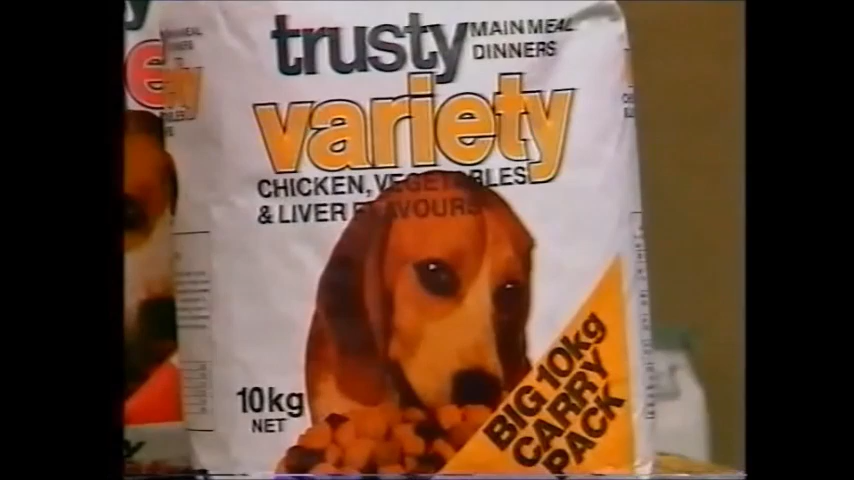 trusty
MAIN MEAL
DINNERS
variety
CHICKEN, VEGETABLES
& LIVER FLAVOURS
10kg
NET
BIG 10kg
CARRY
PACK